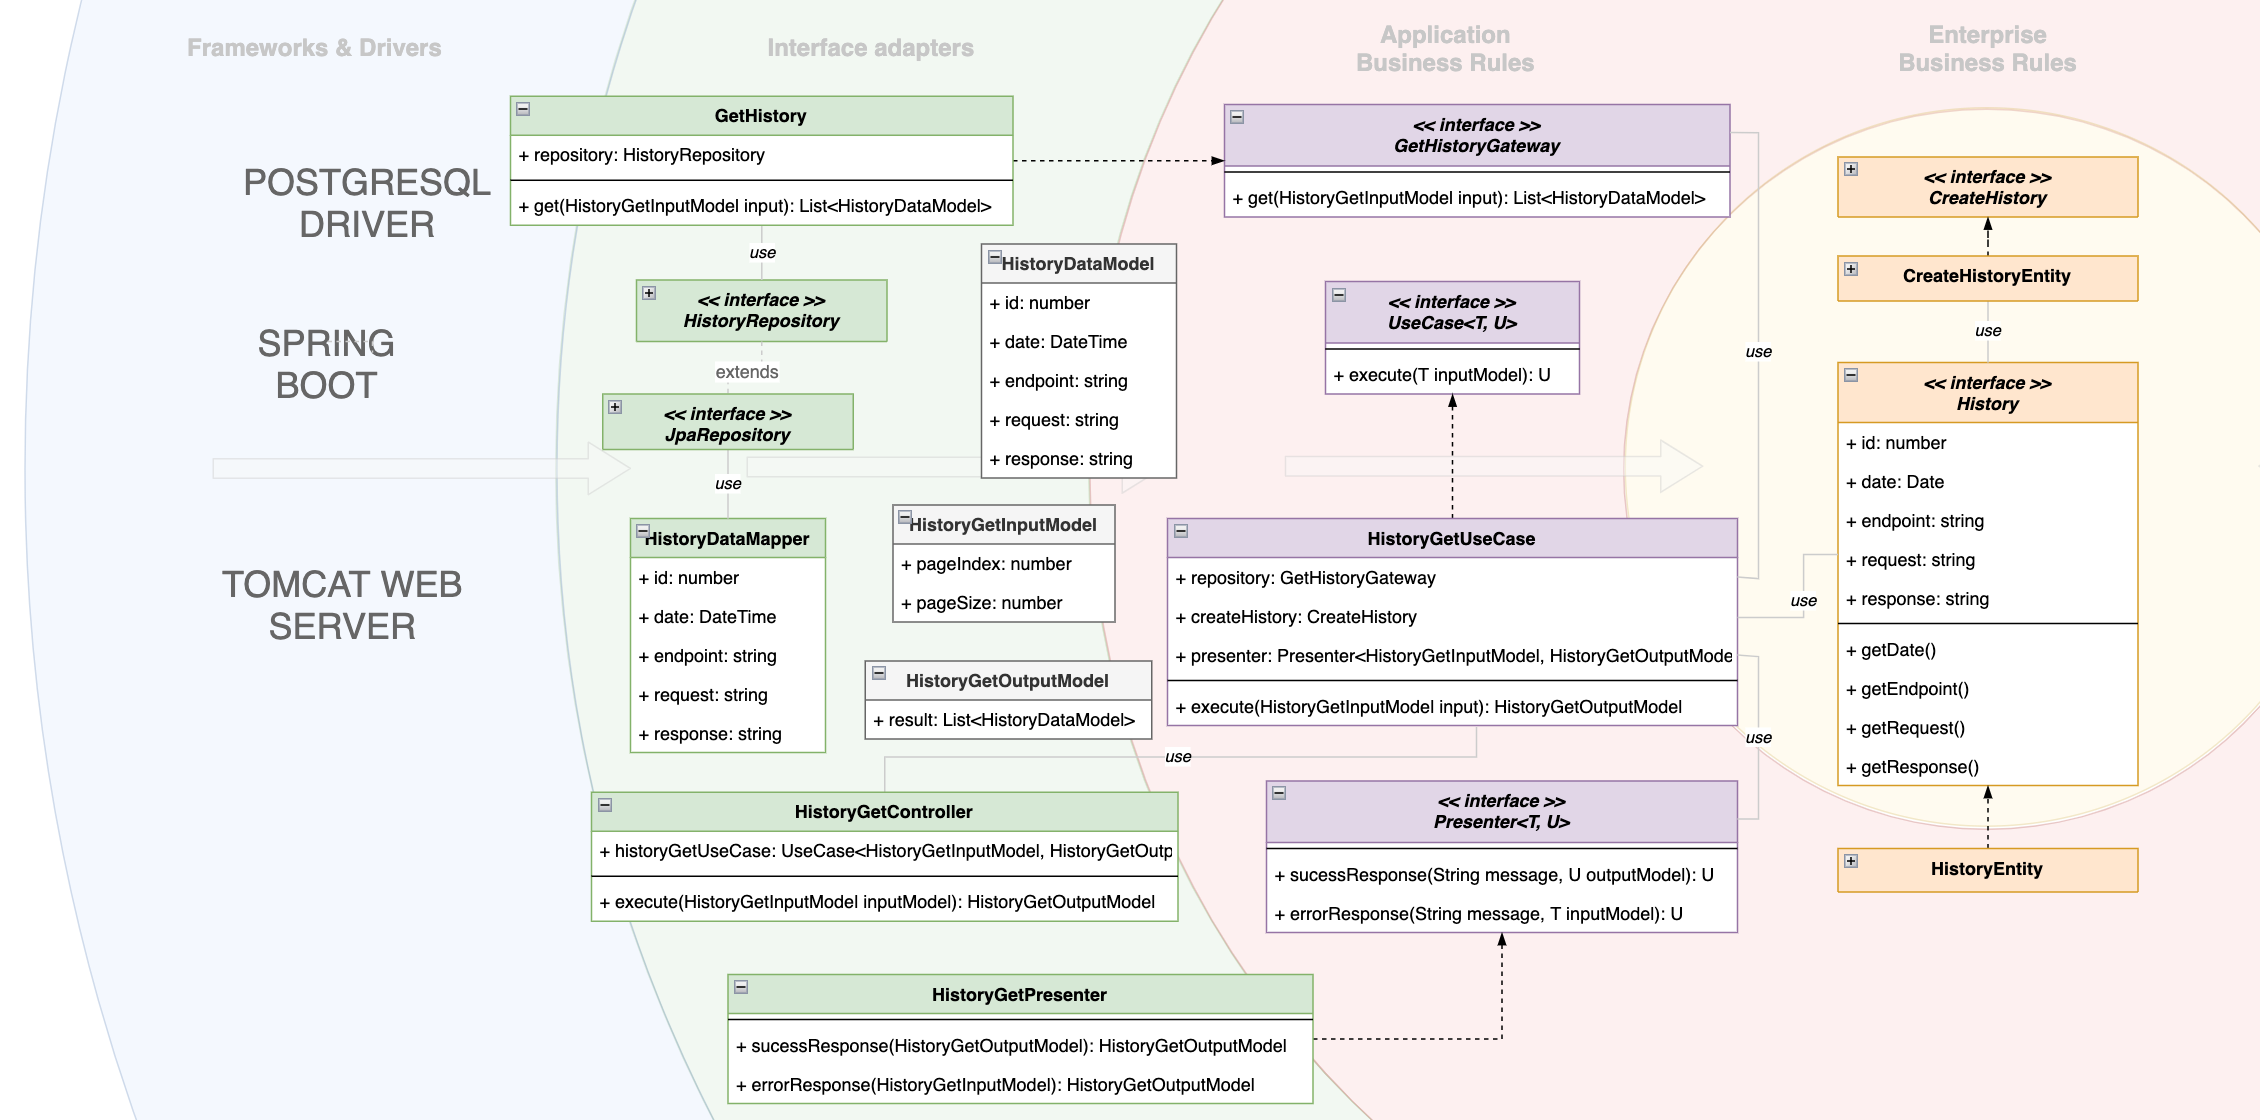 Frameworks & Drivers
Interface adapters
Application
Business Rules
Enterprise
Business Rules
POSTGRESQL
DRIVER
SPRING
BOOT
TOMCAT WEB
SERVER
GetHistory
+ repository: HistoryRepository
+ get(HistoryGetInputModel input): List<HistoryDataModel>
use
<< interface >>
HistoryRepository
extends
<< interface >>
JpaRepository
use
HistoryDataMapper
+ id: number
+ date: DateTime
+ endpoint: string
+ request: string
+ response: string
HistoryDataModel
+ id: number
+ date: DateTime
+ endpoint: string
+ request: string
+ response: string
HistoryGetInputModel
+ pageIndex: number
+ pageSize: number
HistoryGetOutputModel
+ result: List<HistoryDataModel>
use
HistoryGetController
+ historyGetUseCase: UseCase<HistoryGetInputModel, HistoryGetOutp
+ execute(HistoryGetInputModel inputModel): HistoryGetOutputModel
HistoryGetPresenter
+ sucessResponse(HistoryGetOutputModel): HistoryGetOutputModel
+ errorResponse(HistoryGetInputModel): HistoryGetOutputModel
<< interface >>
GetHistoryGateway
+ get(HistoryGetInputModel input): List<HistoryDataModel>
<< interface >>
UseCase<T, U>
+ execute(T inputModel): U
use
HistoryGetUseCase
+ repository: GetHistoryGateway
+ createHistory: CreateHistory
+ presenter: Presenter<HistoryGetInputModel, HistoryGetOutputMode
+ execute(HistoryGetInputModel input): HistoryGetOutputModel
use
use
<< interface >>
Presenter<T, U>
+ sucessResponse(String message, U outputModel): U
+ errorResponse(String message, T inputModel): U
<< interface >>
CreateHistory
CreateHistoryEntity
use
<< interface >>
History
+ id: number
+ date: Date
+ endpoint: string
+ request: string
+ response: string
+ getDate()
+ getEndpoint()
+ getRequest()
+ getResponse()
HistoryEntity